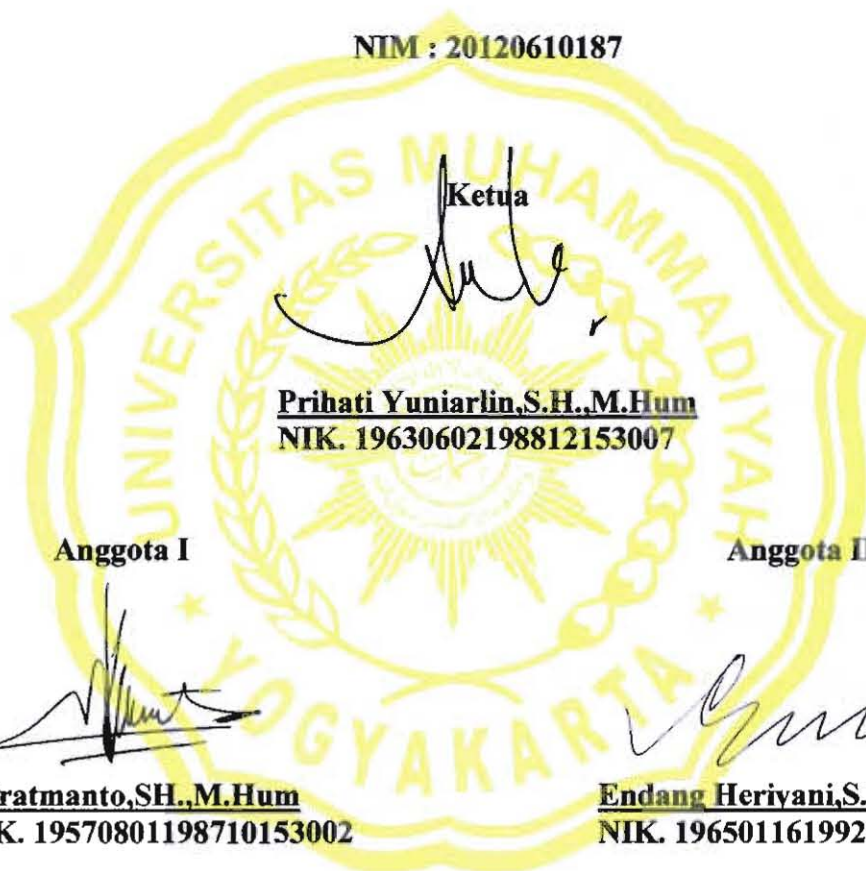 NIM : 20120610187
UNIVERSITAS MUHAMMADIYAH
YOGYAKARTA
Ketua
Prihati Yuniarlin,S.H.,M.Hum
NIK. 19630602198812153007
Anggota I
Anggota II
ratmanto,SH.,M.Hum
K. 19570801198710153002
Endang Heriyani,S.
NIK. 196501161992